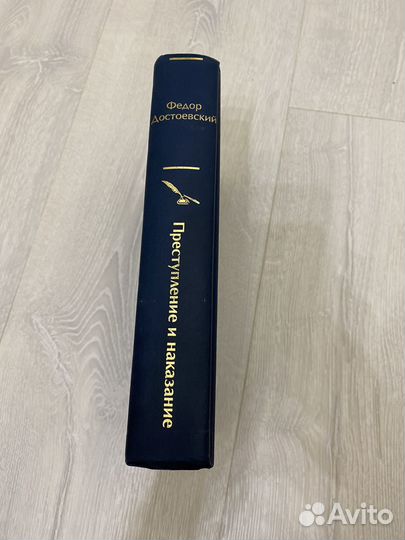 Федор
Достоевский
Преступление и наказание
Avito